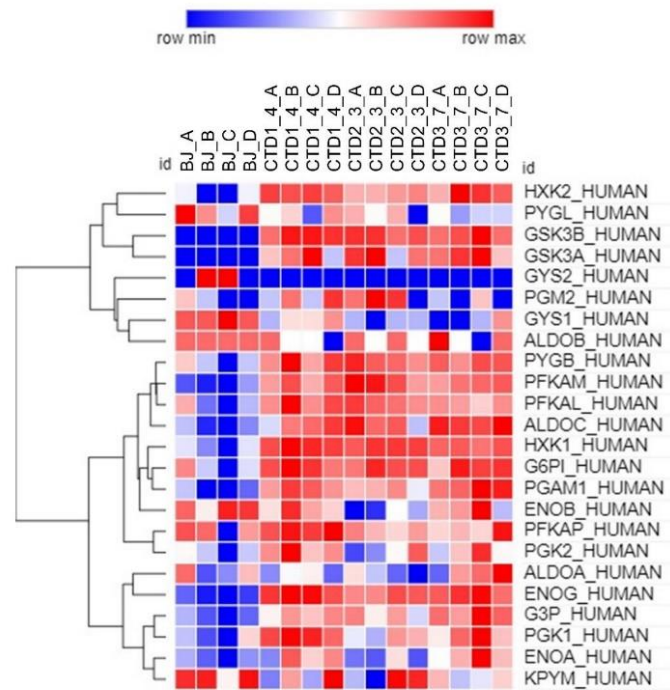 row min row max
id BJ_A BJ_B BJ_C BJ_D CTD1_4_A CTD1_4_B CTD1_4_C CTD1_4_D CTD2_3_A CTD2_3_B CTD2_3_C CTD2_3_D CTD3_7_A CTD3_7_B CTD3_7_C CTD3_7_D id
HXK2_HUMAN
PYGL_HUMAN
GSK3B_HUMAN
GSK3A_HUMAN
GYS2_HUMAN
PGM2_HUMAN
GYS1_HUMAN
ALDOB_HUMAN
PYGB_HUMAN
PFKAM_HUMAN
PFKAL_HUMAN
ALDOC_HUMAN
HXK1_HUMAN
G6PI_HUMAN
PGAM1_HUMAN
ENOB_HUMAN
PFKAP_HUMAN
PGK2_HUMAN
ALDOA_HUMAN
ENOG_HUMAN
G3P_HUMAN
PGK1_HUMAN
ENOA_HUMAN
KPYM_HUMAN